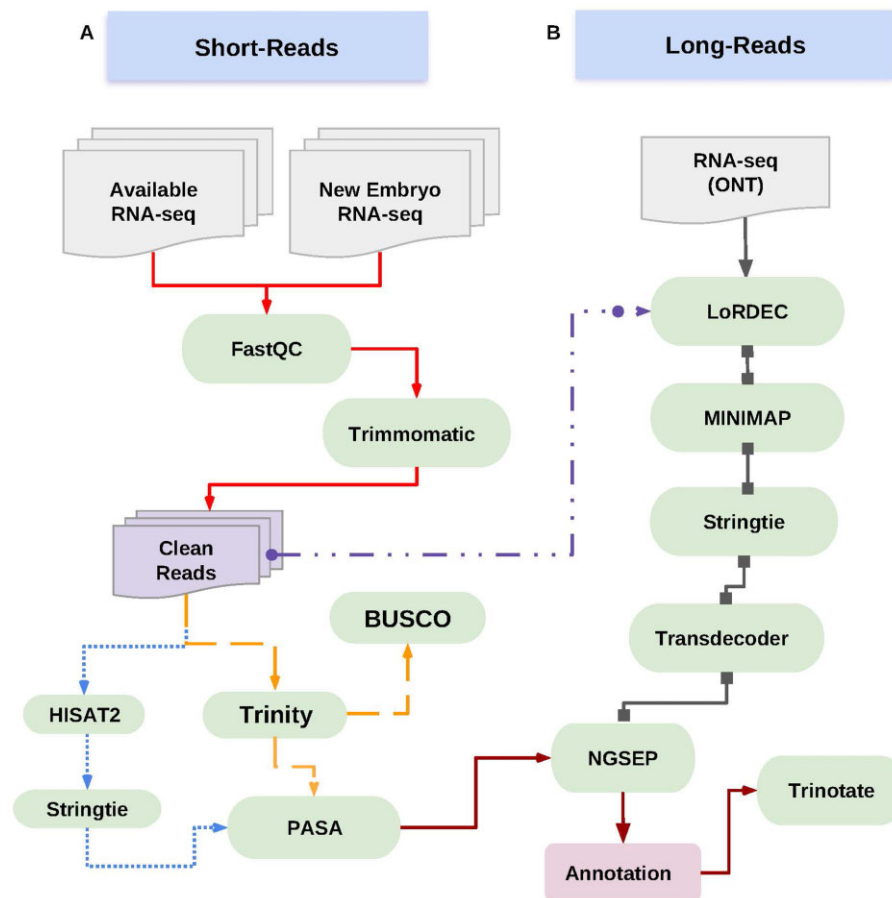 A
Short-Reads
B
Long-Reads
Available
RNA-seq
New Embryo
RNA-seq
RNA-seq
(ONT)
LoRDEC
FastQC
MINIMAP
Trimmomatic
Stringtie
Clean
Reads
BUSCO
Transdecoder
HISAT2
Trinity
NGSEP
Trinotate
Stringtie
PASA
Annotation